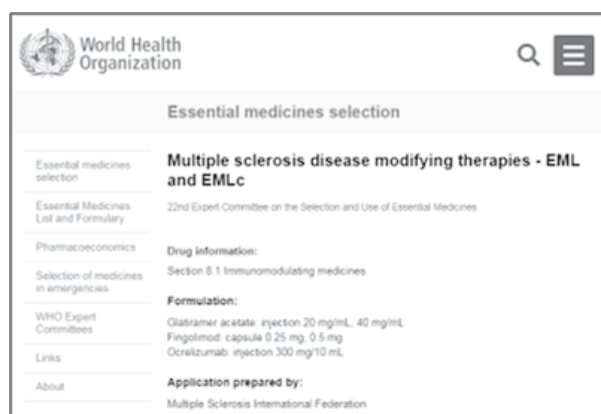 World Health
Organization
Essential medicines selection
Essential medicines
selection
Essential Medicines
List and Formulary
Pharmacoeconomics
Selection of medicines
in emergencies
WHO Expert
Committees
Links
About
Multiple sclerosis disease modifying therapies - EML
and EMLc
22nd Expert Committee on the Selection and Use of Essential Medicines
Drug information:
Section 8.1 Immunomodulating medicines
Formulation:
Glatiramer acetate: injection 20 mg/mL, 40 mg/mL
Fingolimod: capsule 0.25 mg, 0.5 mg
Ocrelizumab: injection 300 mg/10 mL
Application prepared by:
Multiple Sclerosis International Federation